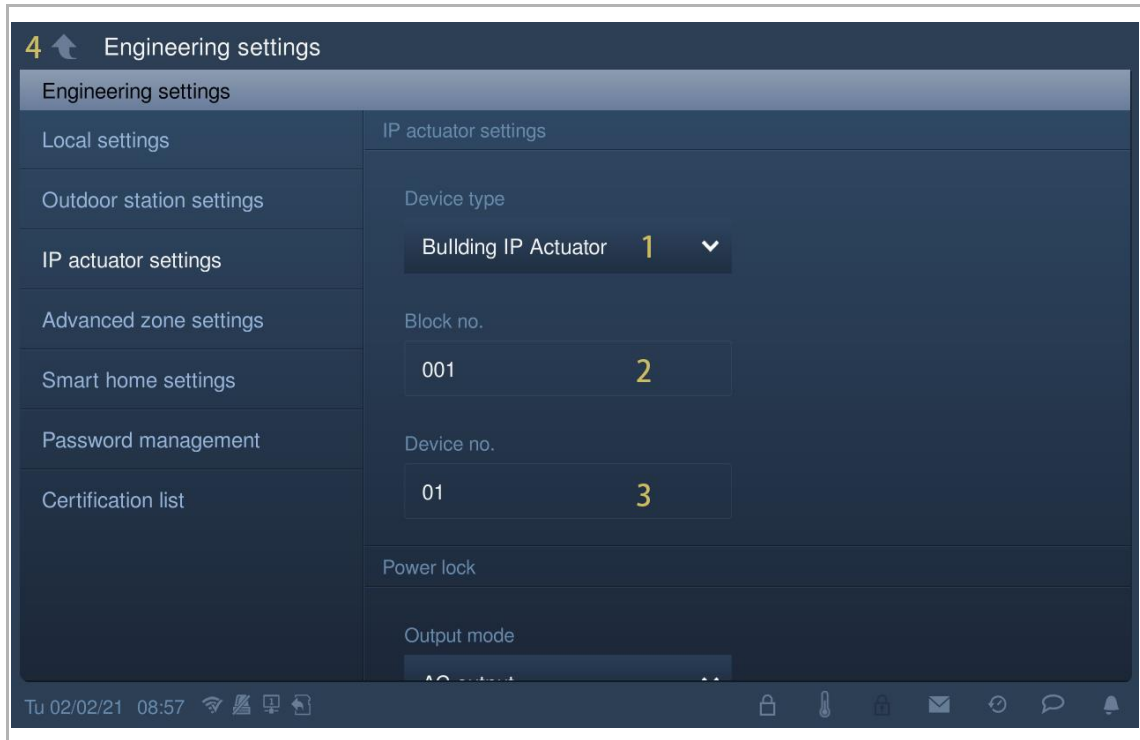 4 Engineering settings
Engineering settings
Local settings
Outdoor station settings
IP actuator settings
Advanced zone settings
Smart home settings
Password management
Certification list
IP actuator settings
Device type
BuIlding IP Actuator 1
Block no.
001 2
Device no.
01 3
Power lock
Output mode
Tu 02/02/21 08:57